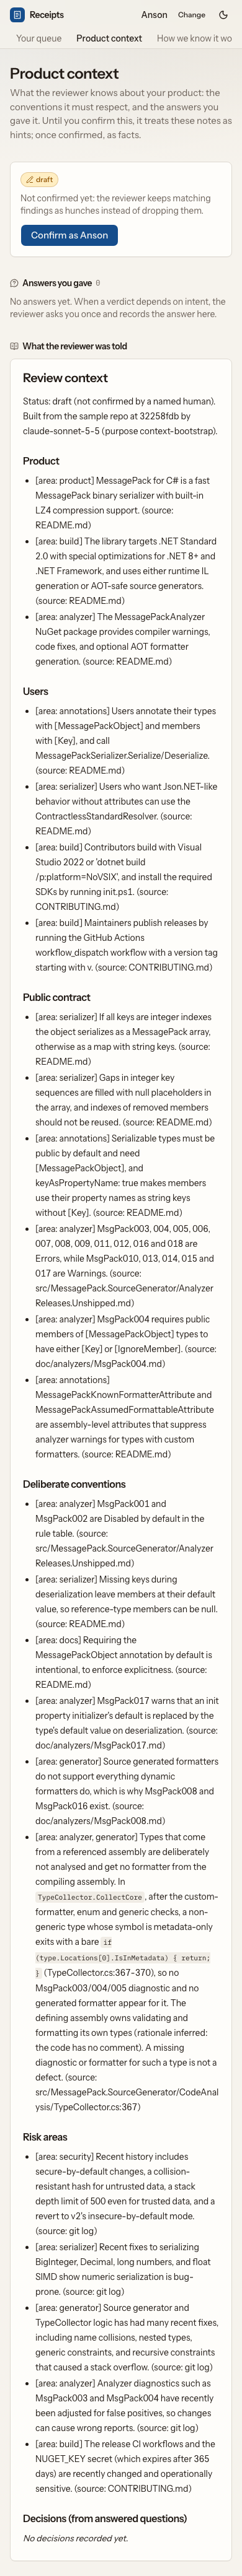 Receipts
Anson
Change
Your queue
Product context
How we know it wo
Product context
What the reviewer knows about your product: the
conventions it must respect, and the answers you
gave it. Until you confirm this, it treats these notes as
hints; once confirmed, as facts.
draft
Not confirmed yet: the reviewer keeps matching
findings as hunches instead of dropping them.
Confirm as Anson
Answers you gave 0
No answers yet. When a verdict depends on intent, the
reviewer asks you once and records the answer here.
What the reviewer was told
Review context
Status: draft (not confirmed by a named human).
Built from the sample repo at 32258fdb by
claude-sonnet-5-5 (purpose context-bootstrap).
Product
• [area: product] MessagePack for C# is a fast
MessagePack binary serializer with built-in
LZ4 compression support. (source:
README.md)
• [area: build] The library targets .NET Standard
2.0 with special optimizations for .NET 8+ and
.NET Framework, and uses either runtime IL
generation or AOT-safe source generators.
(source: README.md)
• [area: analyzer] The MessagePackAnalyzer
NuGet package provides compiler warnings,
code fixes, and optional AOT formatter
generation. (source: README.md)
Users
• [area: annotations] Users annotate their types
with [MessagePackObject] and members
with [Key], and call
MessagePackSerializer.Serialize/Deserialize.
(source: README.md)
• [area: serializer] Users who want Json.NET-like
behavior without attributes can use the
ContractlessStandardResolver. (source:
README.md)
• [area: build] Contributors build with Visual
Studio 2022 or 'dotnet build
/p:platform=NoVSIX', and install the required
SDKs by running init.ps1. (source:
CONTRIBUTING.md)
• [area: build] Maintainers publish releases by
running the GitHub Actions
workflow_dispatch workflow with a version tag
starting with v. (source: CONTRIBUTING.md)
Public contract
• [area: serializer] If all keys are integer indexes
the object serializes as a MessagePack array,
otherwise as a map with string keys. (source:
README.md)
• [area: serializer] Gaps in integer key
sequences are filled with null placeholders in
the array, and indexes of removed members
should not be reused. (source: README.md)
• [area: annotations] Serializable types must be
public by default and need
[MessagePackObject], and
keyAsPropertyName: true makes members
use their property names as string keys
without [Key]. (source: README.md)
• [area: analyzer] MsgPack003, 004, 005, 006,
007, 008, 009, 011, 012, 016 and 018 are
Errors, while MsgPack010, 013, 014, 015 and
017 are Warnings. (source:
src/MessagePack.SourceGenerator/Analyzer
Releases.Unshipped.md)
• [area: analyzer] MsgPack004 requires public
members of [MessagePackObject] types to
have either [Key] or [IgnoreMember]. (source:
doc/analyzers/MsgPack004.md)
• [area: annotations]
MessagePackKnownFormatterAttribute and
MessagePackAssumedFormattableAttribute
are assembly-level attributes that suppress
analyzer warnings for types with custom
formatters. (source: README.md)
Deliberate conventions
• [area: analyzer] MsgPack001 and
MsgPack002 are Disabled by default in the
rule table. (source:
src/MessagePack.SourceGenerator/Analyzer
Releases.Unshipped.md)
• [area: serializer] Missing keys during
deserialization leave members at their default
value, so reference-type members can be null.
(source: README.md)
• [area: docs] Requiring the
MessagePackObject annotation by default is
intentional, to enforce explicitness. (source:
README.md)
• [area: analyzer] MsgPack017 warns that an init
property initializer's default is replaced by the
type's default value on deserialization. (source:
doc/analyzers/MsgPack017.md)
• [area: generator] Source generated formatters
do not support everything dynamic
formatters do, which is why MsgPack008 and
MsgPack016 exist. (source:
doc/analyzers/MsgPack008.md)
• [area: analyzer, generator] Types that come
from a referenced assembly are deliberately
not analysed and get no formatter from the
compiling assembly. In
TypeCollector.CollectCore, after the custom-
formatter, enum and generic checks, a non-
generic type whose symbol is metadata-only
exits with a bare if
(type.Locations[0].IsInMetadata) { return;
} (TypeCollector.cs:367-370), so no
MsgPack003/004/005 diagnostic and no
generated formatter appear for it. The
defining assembly owns validating and
formatting its own types (rationale inferred:
the code has no comment). A missing
diagnostic or formatter for such a type is not a
defect. (source:
src/MessagePack.SourceGenerator/CodeAnal
ysis/TypeCollector.cs:367)
Risk areas
• [area: security] Recent history includes
secure-by-default changes, a collision-
resistant hash for untrusted data, a stack
depth limit of 500 even for trusted data, and a
revert to v2's insecure-by-default mode.
(source: git log)
• [area: serializer] Recent fixes to serializing
BigInteger, Decimal, long numbers, and float
SIMD show numeric serialization is bug-
prone. (source: git log)
• [area: generator] Source generator and
TypeCollector logic has had many recent fixes,
including name collisions, nested types,
generic constraints, and recursive constraints
that caused a stack overflow. (source: git log)
• [area: analyzer] Analyzer diagnostics such as
MsgPack003 and MsgPack004 have recently
been adjusted for false positives, so changes
can cause wrong reports. (source: git log)
• [area: build] The release CI workflows and the
NUGET_KEY secret (which expires after 365
days) are recently changed and operationally
sensitive. (source: CONTRIBUTING.md)
Decisions (from answered questions)
No decisions recorded yet.